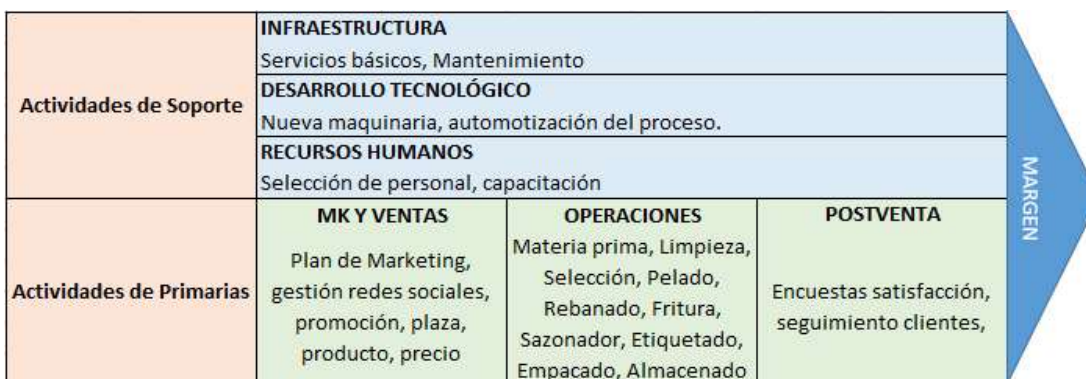 INFRAESTRUCTURA
Servicios básicos, Mantenimiento
Actividades de Soporte
DESARROLLO TECNOLÓGICO
Nueva maquinaria, automotización del proceso.
RECURSOS HUMANOS
Selección de personal, capacitación
MARGEN
Actividades de Primarias
MK Y VENTAS
Plan de Marketing,
gestión redes sociales,
promoción, plaza,
producto, precio
OPERACIONES
Materia prima, Limpieza,
Selección, Pelado,
Rebanado, Fritura,
Sazonador, Etiquetado,
Empacado, Almacenado
POSTVENTA
Encuestas satisfacción,
seguimiento clientes,